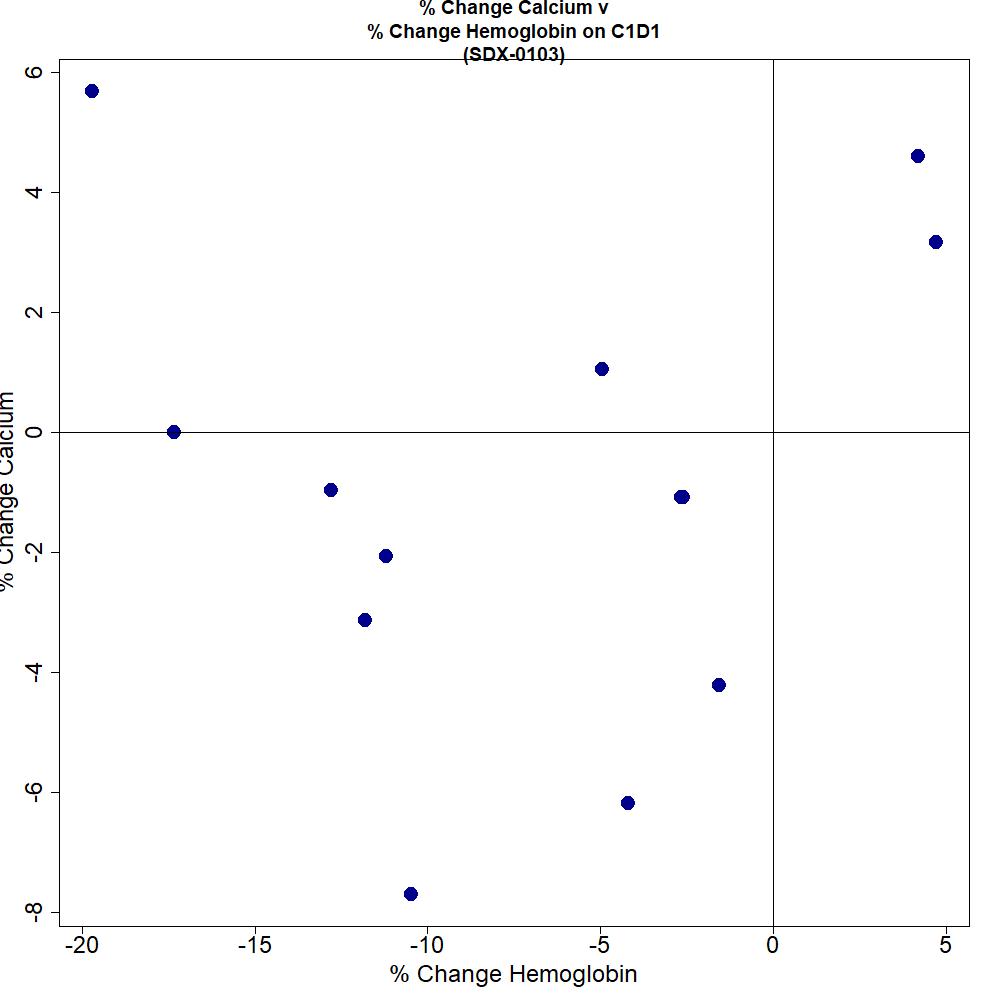 % Change Calcium v
% Change Hemoglobin on C1D1
(SDX-0103)
6
4
2
0
-2
-4
-6
-8
% Change Calcium
-20 -15 -10 -5 0 5
% Change Hemoglobin